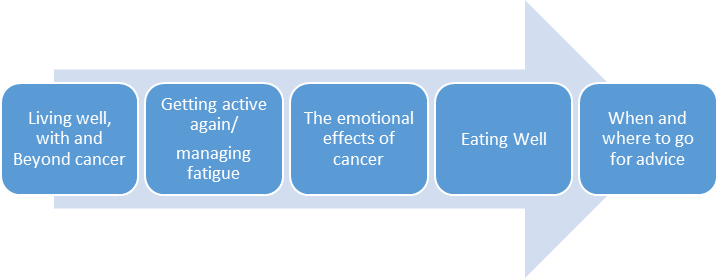 Living well,
with and
Beyond cancer
Getting active
again/
managing
fatigue
The emotional
effects of
cancer
Eating Well
When and
where to go
for advice